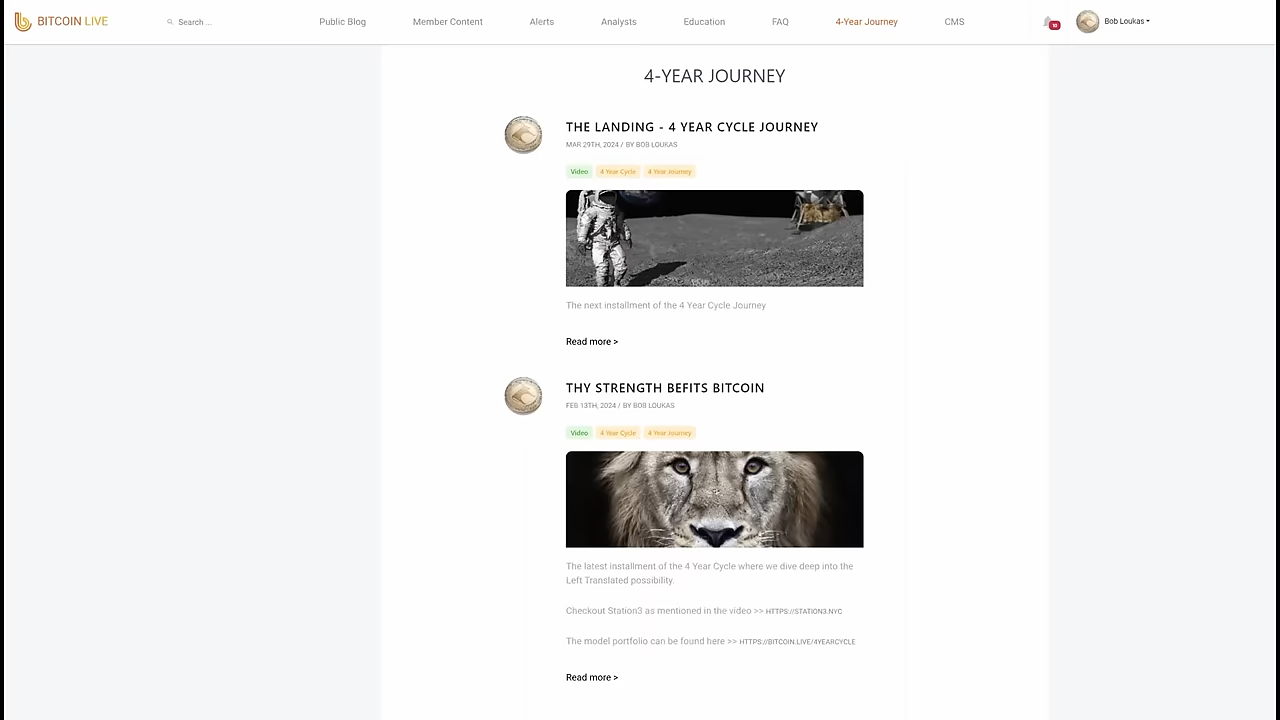 BITCOIN LIVE
Search ...
Public Blog
Member Content
Alerts
Analysts
Education
FAQ
4-Year Journey
CMS
10
Bob Loukas
4-YEAR JOURNEY
THE LANDING - 4 YEAR CYCLE JOURNEY
MAR 29TH, 2024 / BY BOB LOUKAS
Video 4 Year Cycle 4 Year Journey
The next installment of the 4 Year Cycle Journey
Read more >
THY STRENGTH BEFITS BITCOIN
FEB 13TH, 2024 / BY BOB LOUKAS
Video 4 Year Cycle 4 Year Journey
The latest installment of the 4 Year Cycle where we dive deep into the
Left Translated possibility.
Checkout Station3 as mentioned in the video >> HTTPS://STATION3.NYC
The model portfolio can be found here >> HTTPS://BITCOIN.LIVE/4YEARCYCLE
Read more >